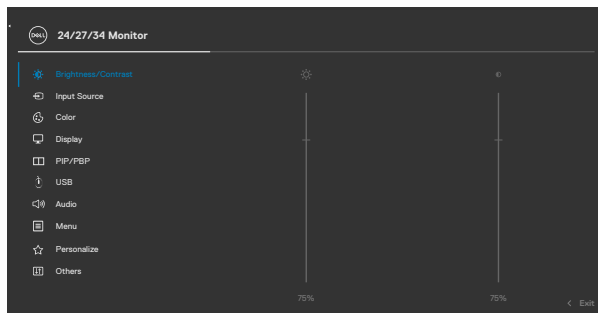 DELL
24/27/34 Monitor
Brightness/Contrast
Input Source
Color
Display
PIP/PBP
USB
Audio
Menu
Personalize
Others
75%
75%
< Exit